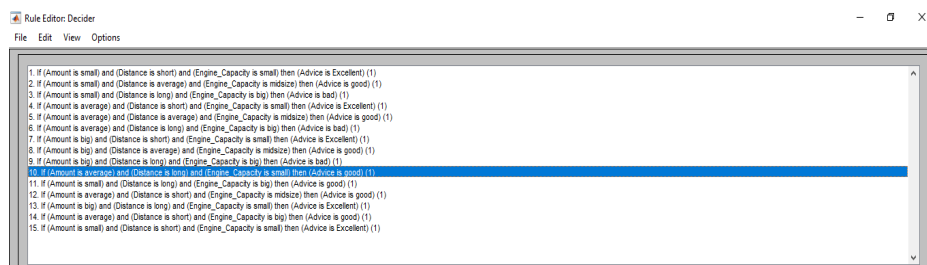 Rule Editor: Decider
File Edit View Options
1. If (Amount is small) and (Distance is short) and (Engine_Capacity is small) then (Advice is Excellent) (1)
2. If (Amount is small) and (Distance is average) and (Engine_Capacity is midsize) then (Advice is good) (1)
3. If (Amount is small) and (Distance is long) and (Engine_Capacity is big) then (Advice is bad) (1)
4. If (Amount is average) and (Distance is short) and (Engine_Capacity is small) then (Advice is Excellent) (1)
5. If (Amount is average) and (Distance is average) and (Engine_Capacity is midsize) then (Advice is good) (1)
6. If (Amount is average) and (Distance is long) and (Engine_Capacity is big) then (Advice is bad) (1)
7. If (Amount is big) and (Distance is short) and (Engine_Capacity is small) then (Advice is Excellent) (1)
8. If (Amount is big) and (Distance is average) and (Engine_Capacity is midsize) then (Advice is good) (1)
9. If (Amount is big) and (Distance is long) and (Engine_Capacity is big) then (Advice is bad) (1)
10. If (Amount is average) and (Distance is long) and (Engine_Capacity is small) then (Advice is good) (1)
11. If (Amount is small) and (Distance is long) and (Engine_Capacity is big) then (Advice is good) (1)
12. If (Amount is average) and (Distance is short) and (Engine_Capacity is midsize) then (Advice is good) (1)
13. If (Amount is big) and (Distance is long) and (Engine_Capacity is small) then (Advice is Excellent) (1)
14. If (Amount is average) and (Distance is short) and (Engine_Capacity is big) then (Advice is good) (1)
15. If (Amount is small) and (Distance is short) and (Engine_Capacity is small) then (Advice is Excellent) (1)